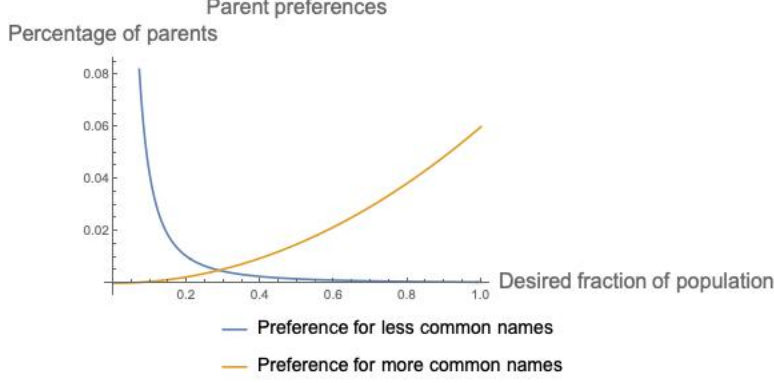 Parent preferences
Percentage of parents
0.08
0.06
0.04
0.02
0.2 0.4 0.6 0.8 1.0
Desired fraction of population
Preference for less common names
Preference for more common names